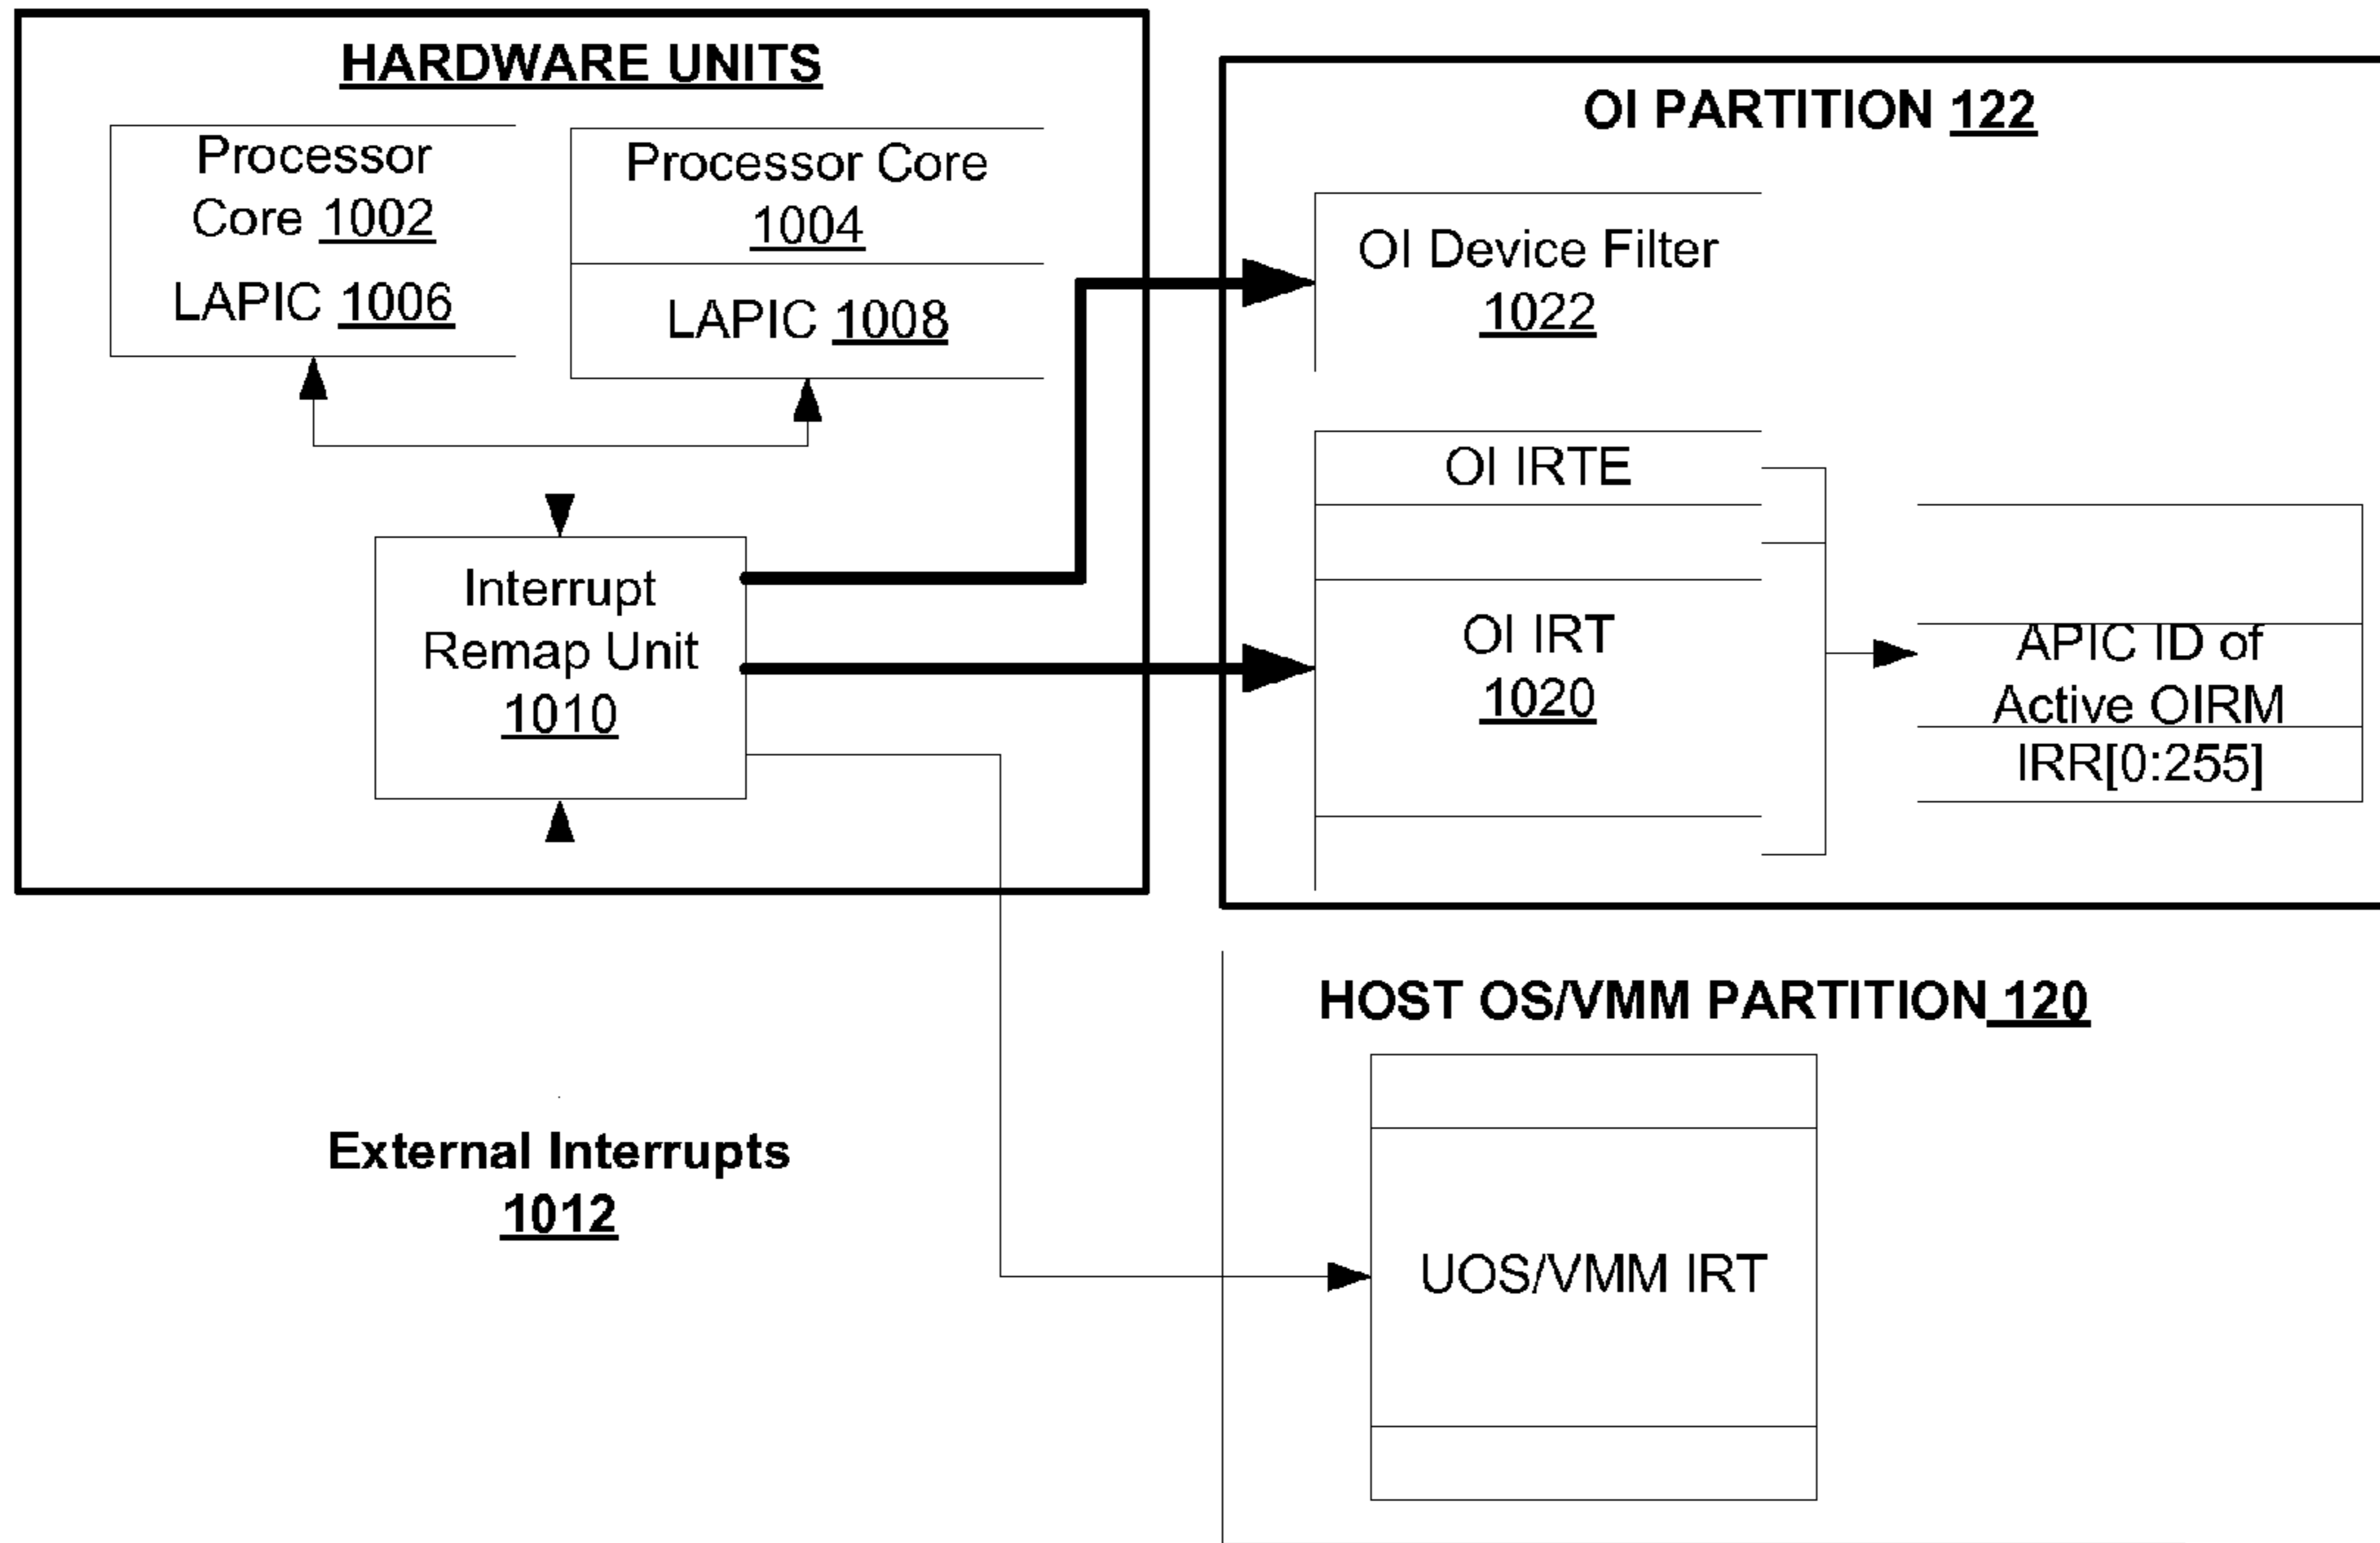 HARDWARE UNITS
Processor
Core 1002
LAPIC 1006
Processor Core
1004
LAPIC 1008
Interrupt
Remap Unit
1010
OI PARTITION 122
OI Device Filter
1022
OI IRTE
OI IRT
1020
APIC ID of
Active OIRM
IRR[0:255]
External Interrupts
1012
HOST OS/VMM PARTITION 120
UOS/VMM IRT